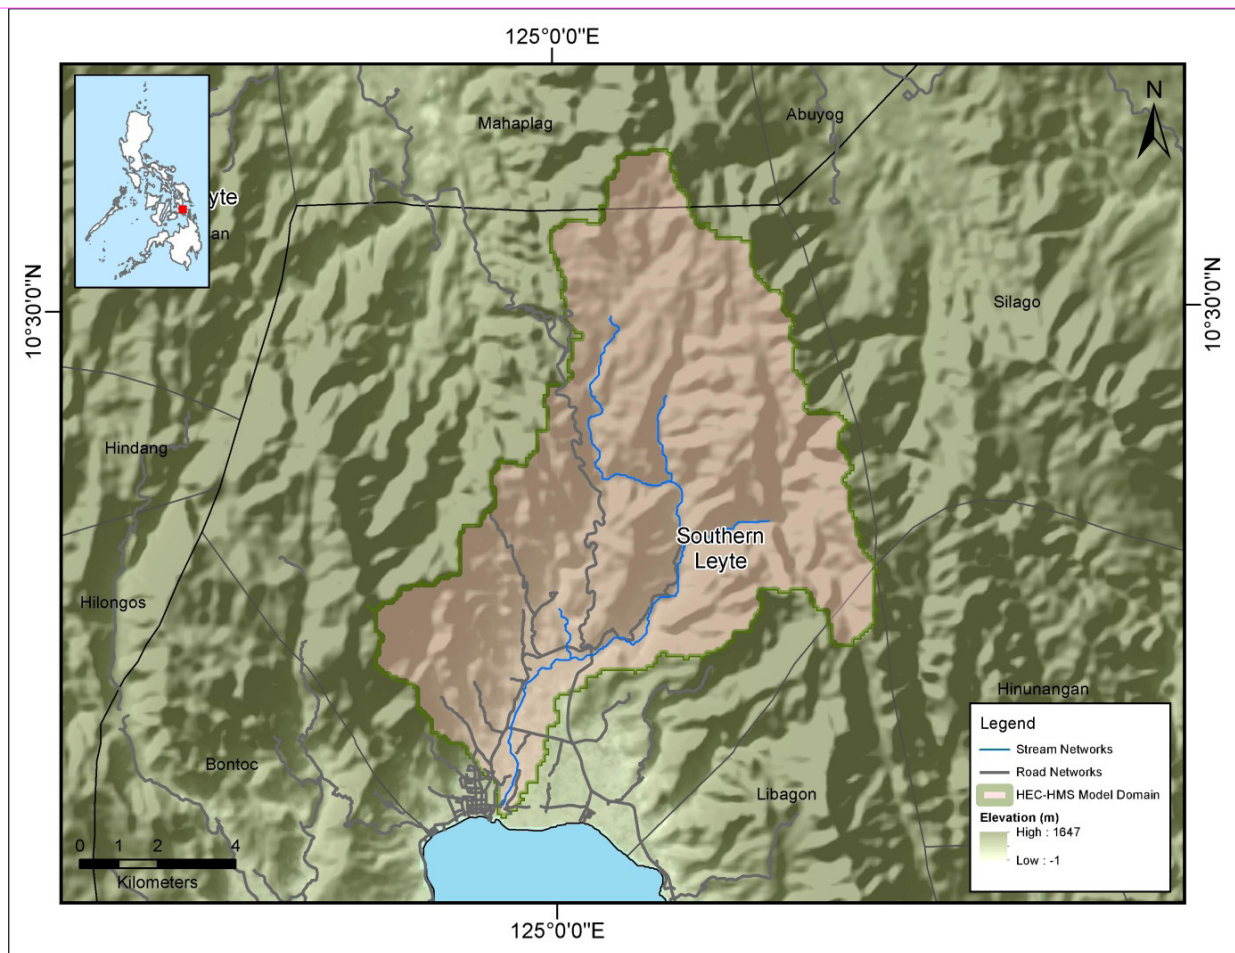 125°0'0"E
N
Mahaplag
Abuyog
yte
an
10°30'0"N
10°30'0"N
Silago
Hindang
Southern
Leyte
Hilongos
Hinunangan
Bontoc
Libagon
Legend
Stream Networks
Road Networks
HEC-HMS Model Domain
Elevation (m)
High : 1647
Low : -1
0 1 2 4
Kilometers
125°0'0"E